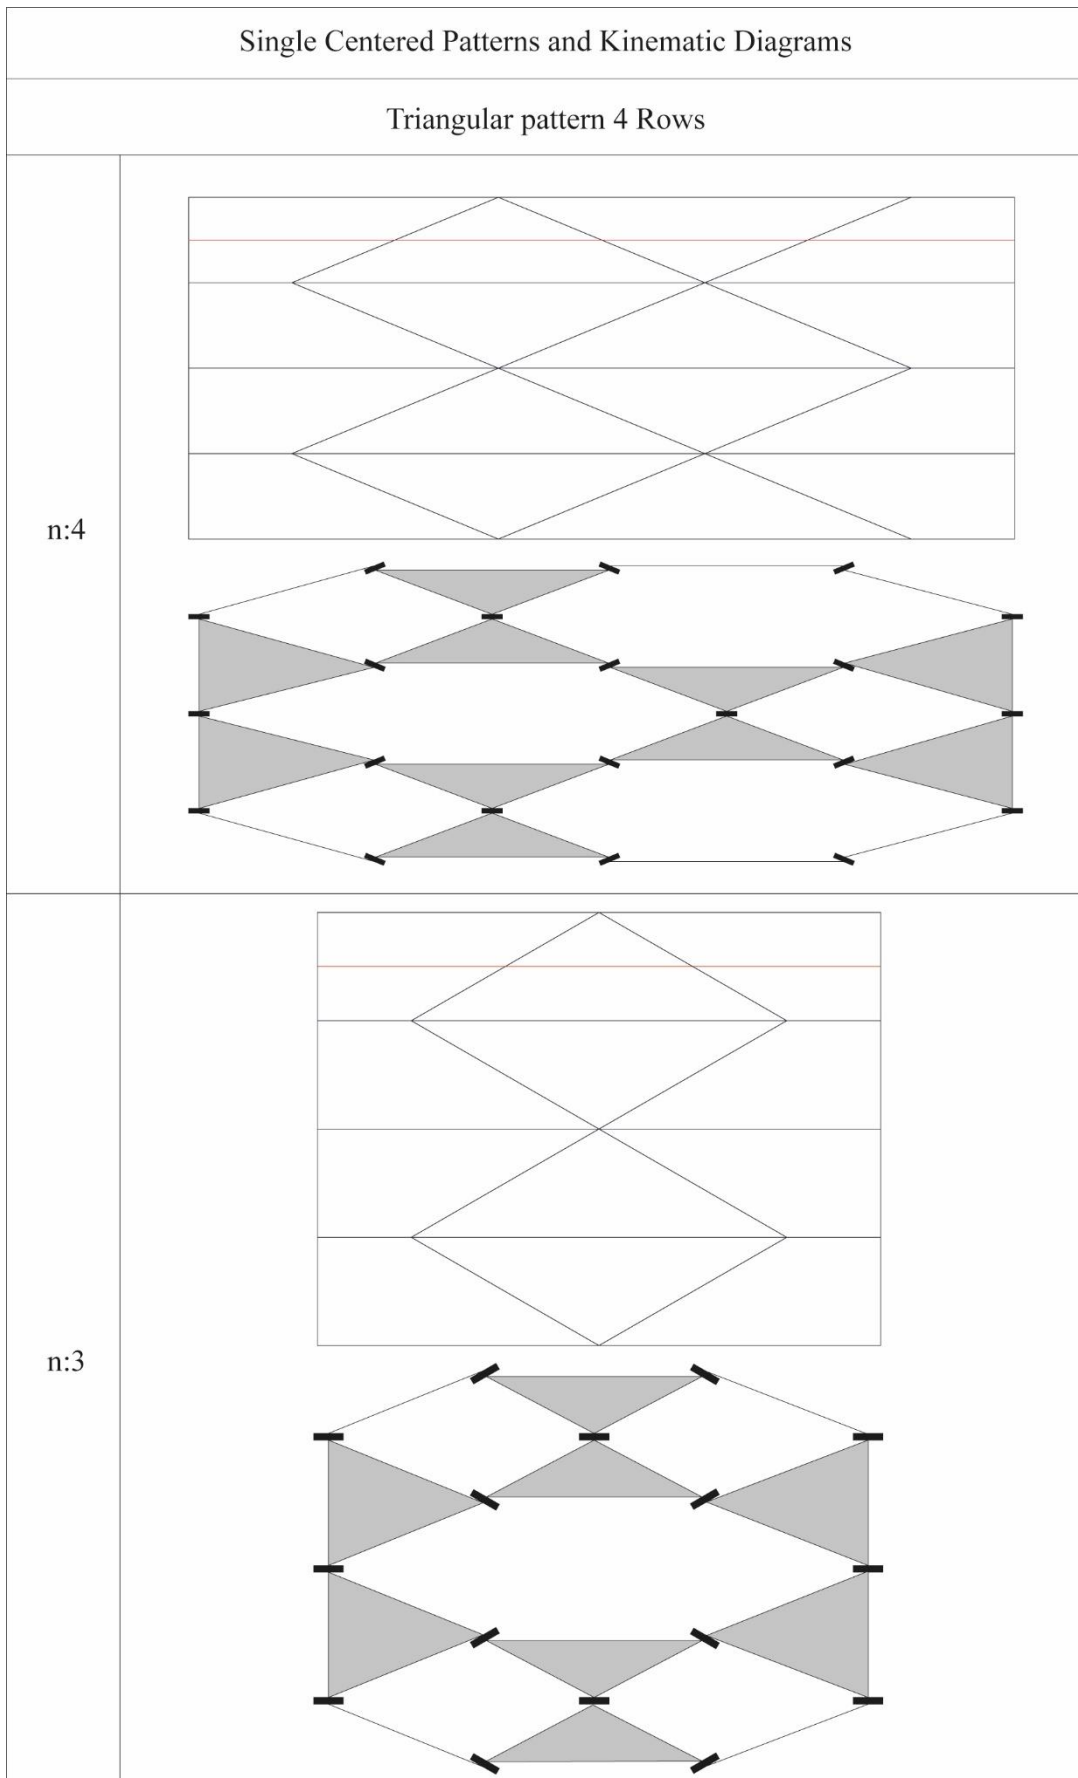 Single Centered Patterns and Kinematic Diagrams
Triangular pattern 4 Rows
n:4
n:3